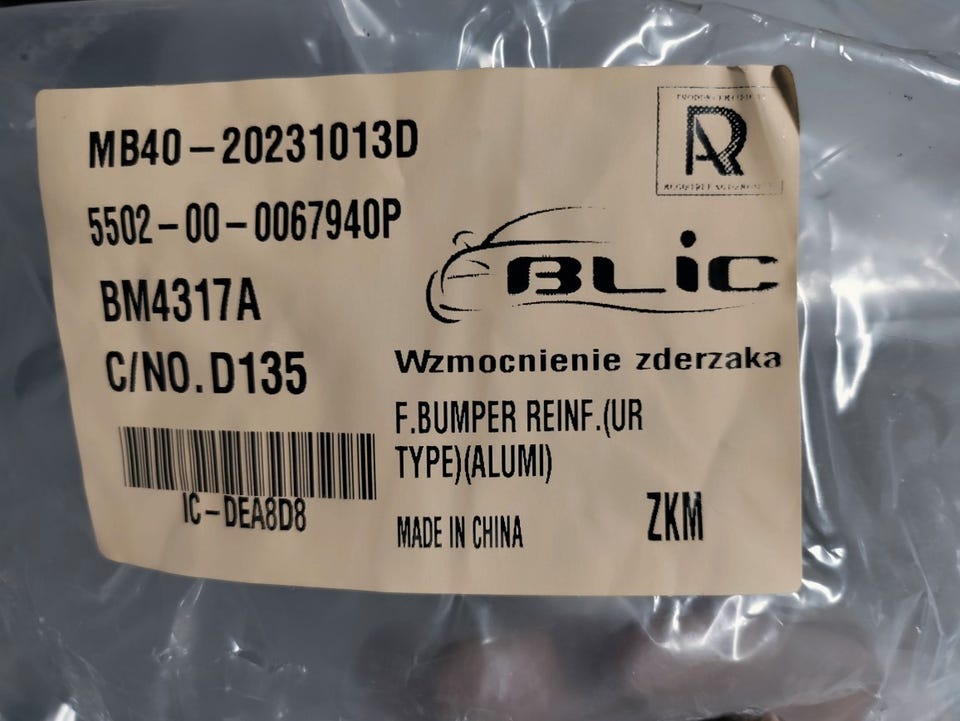 MB40-20231013D
5502-00-0067940P
BM4317A
C/NO.D135
IC-DEA8D8
R
BLIC
Wzmocnienie zderzaka
F.BUMPER REINF.(UR
TYPE)(ALUMI)
MADE IN CHINA
ZKM